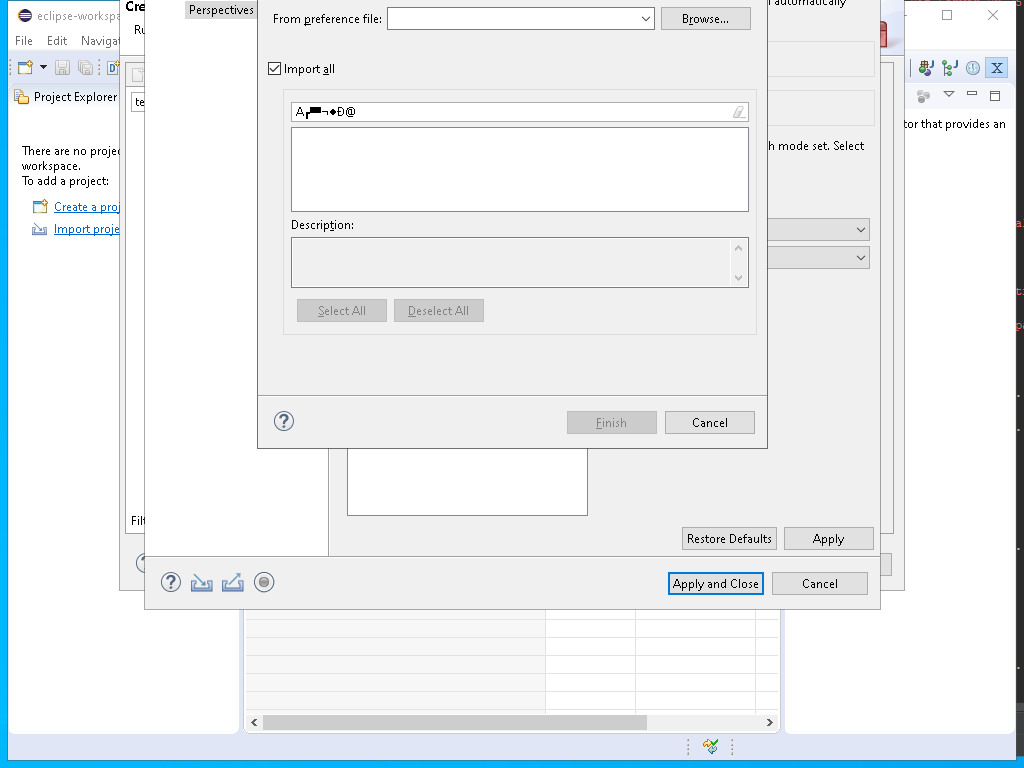 eclipse-workspa
Cre
Perspectives
automatically
From preference file:
Browse...
Ru
File Edit Navigat
Import all
Project Explorer
te
tor that provides an
There are no projec
workspace.
To add a project:
h mode set. Select
Create a proj
Import proje
Description:
Select All
Deselect All
Finish
Cancel
Filt
Restore Defaults
Apply
Apply and Close
Cancel